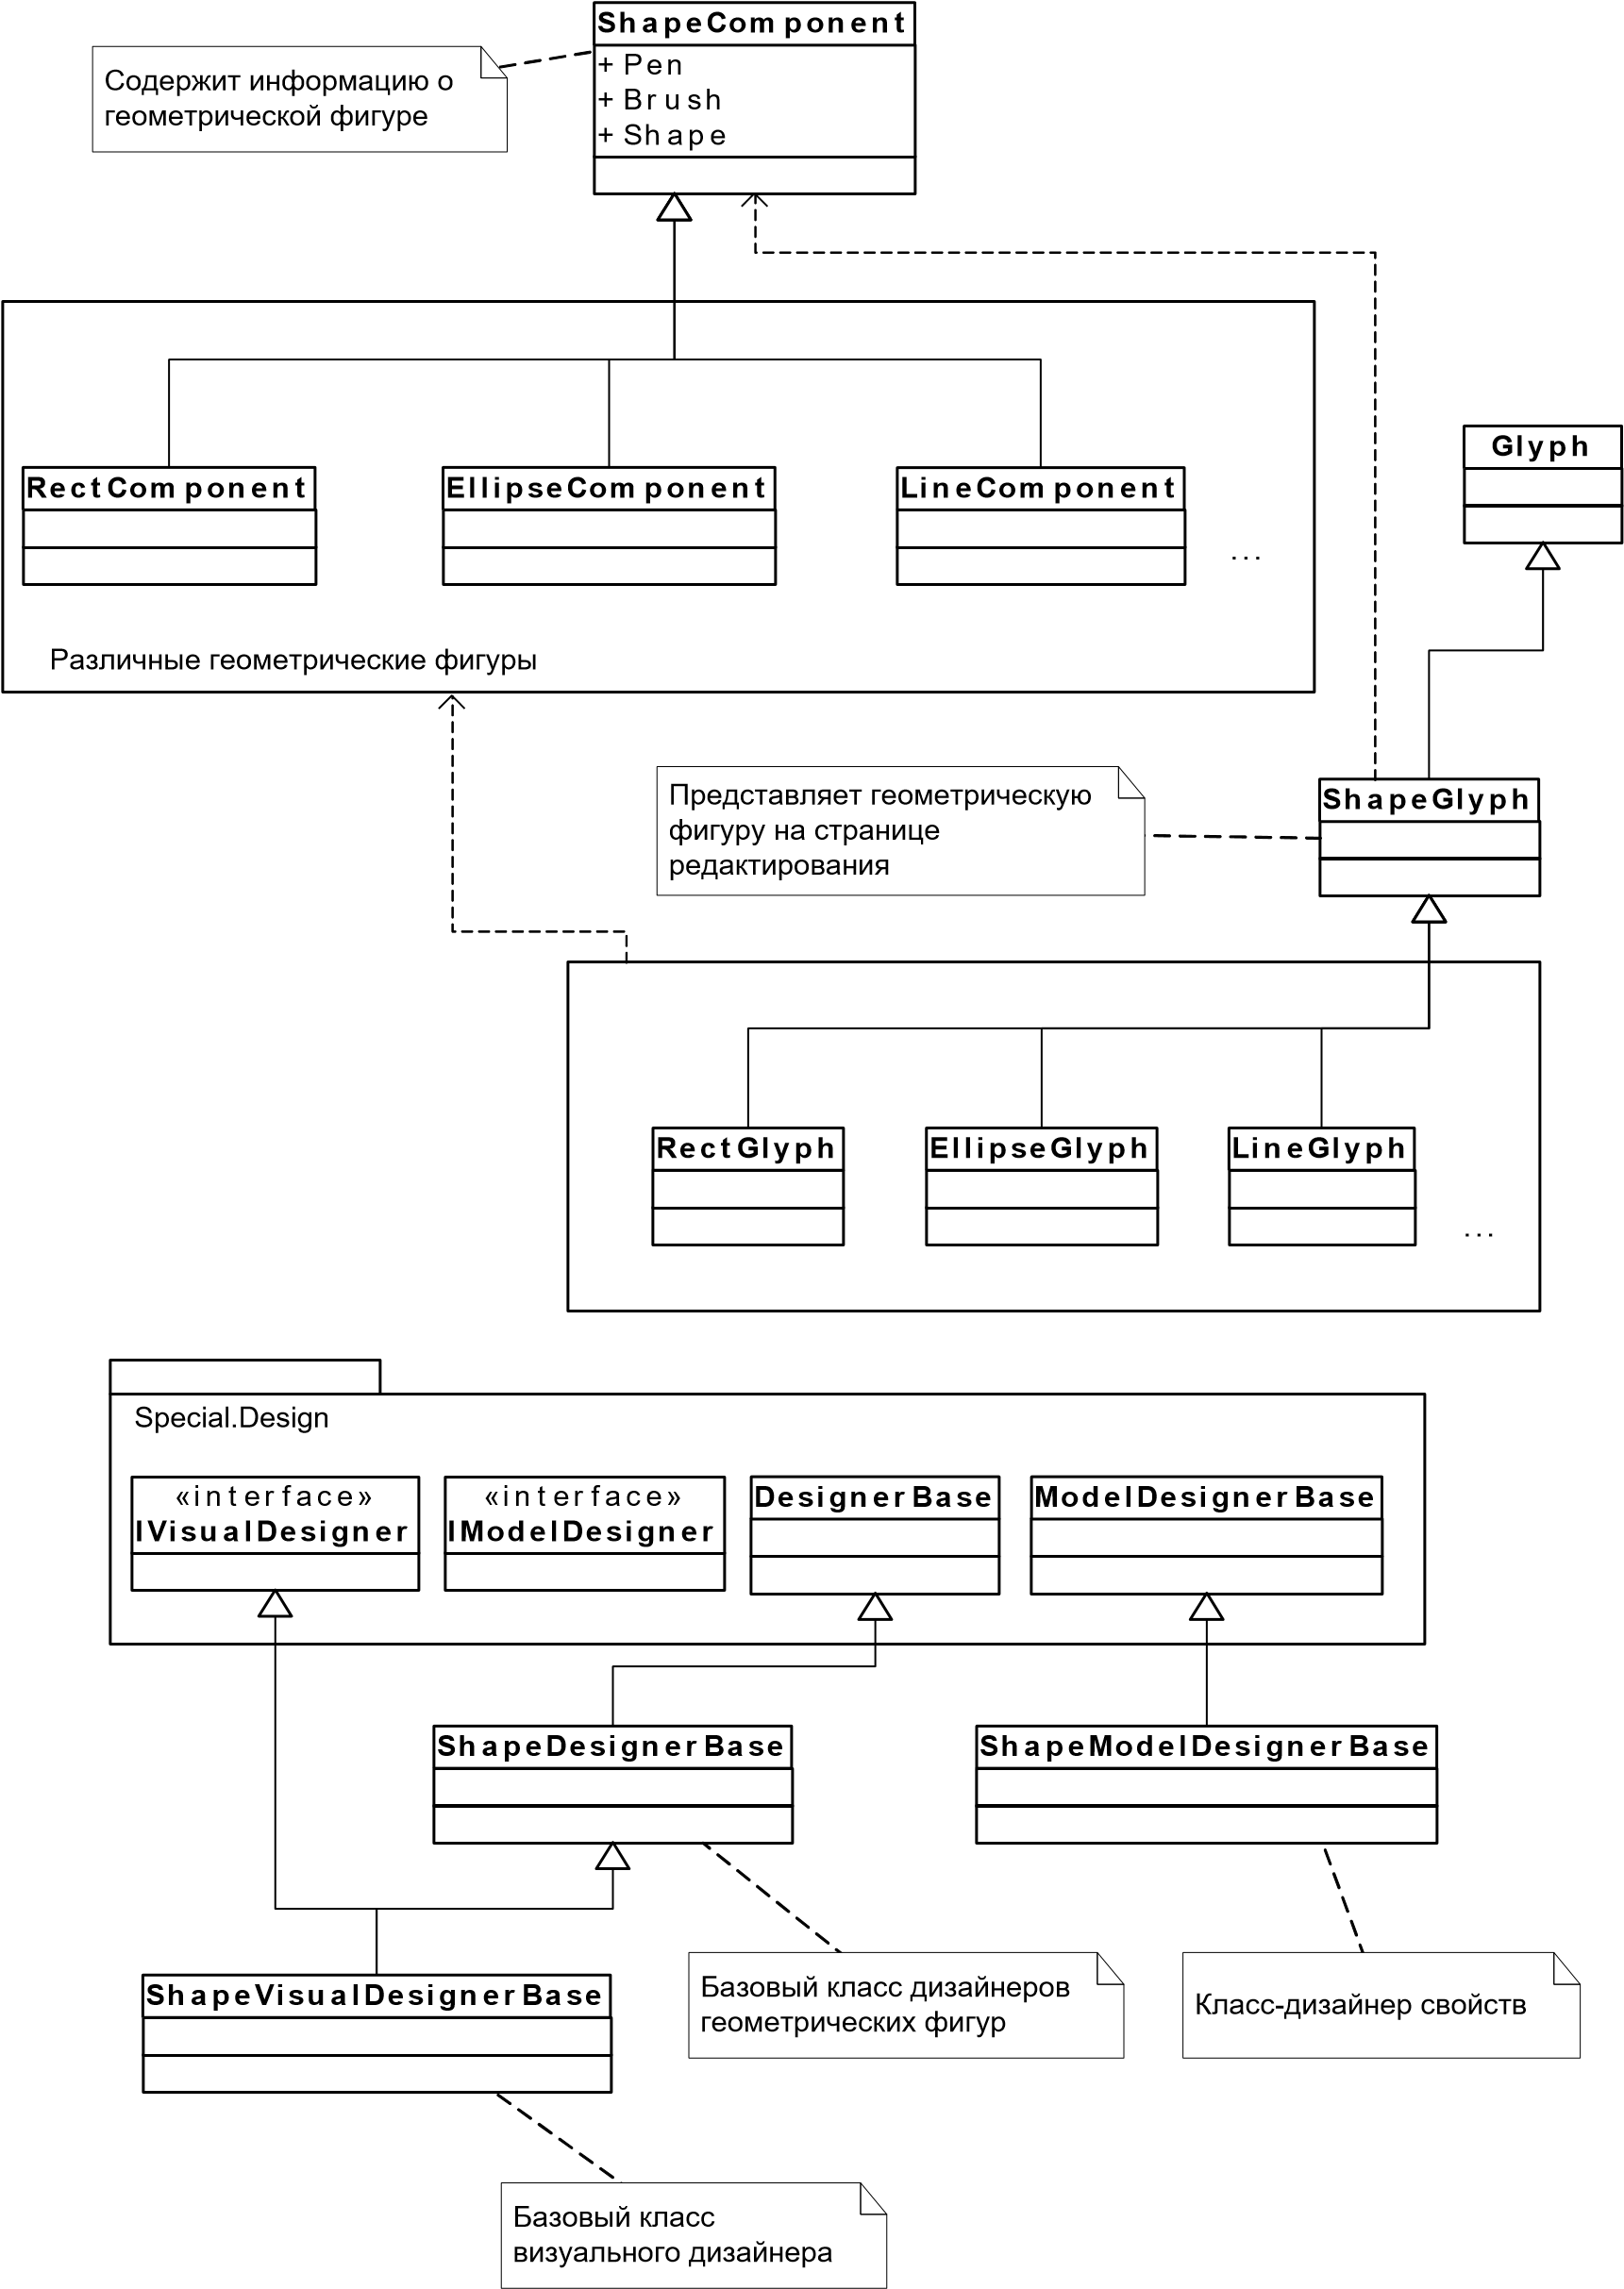 ShapeComponent
+ Pen
+ Brush
+ Shape
Содержит информацию о
геометрической фигуре
RectComponent
EllipseComponent
LineComponent
...
Различные геометрические фигуры
Glyph
Представляет геометрическую
фигуру на странице
редактирования
ShapeGlyph
RectGlyph
EllipseGlyph
LineGlyph
...
Special.Design
«interface»
IVisualDesigner
«interface»
IModelDesigner
DesignerBase
ModelDesignerBase
ShapeDesignerBase
ShapeModelDesignerBase
ShapeVisualDesignerBase
Базовый класс дизайнеров
геометрических фигур
Класс-дизайнер свойств
Базовый класс
визуального дизайнера